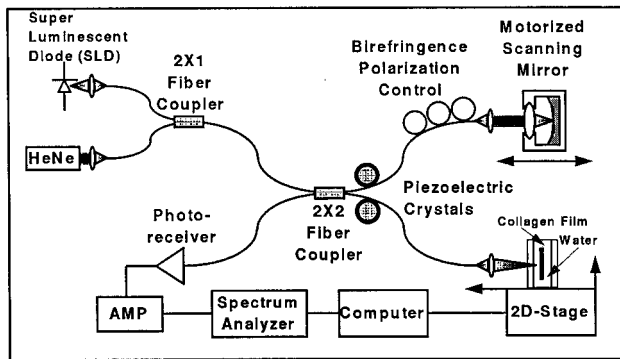 Super
Luminescent
Diode (SLD)
2X1
Fiber
Coupler
Birefringence
Polarization
Control
Motorized
Scanning
Mirror
HeNe
Photo-
receiver
2X2
Fiber
Coupler
Piezoelectric
Crystals
Collagen Film
Water
AMP
Spectrum
Analyzer
Computer
2D-Stage